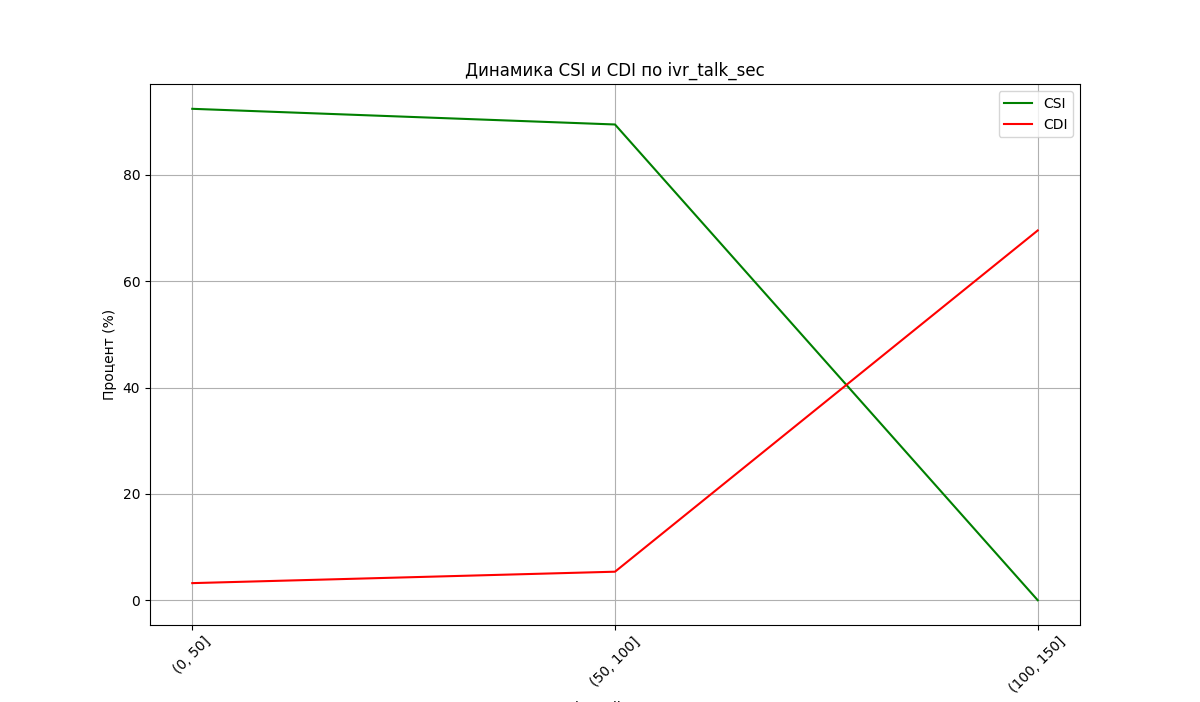 Динамика CSI и CDI по ivr_talk_sec
CSI
CDI
Процент (%)
80
60
40
20
0
(0, 50]
(50, 100]
(100, 150]